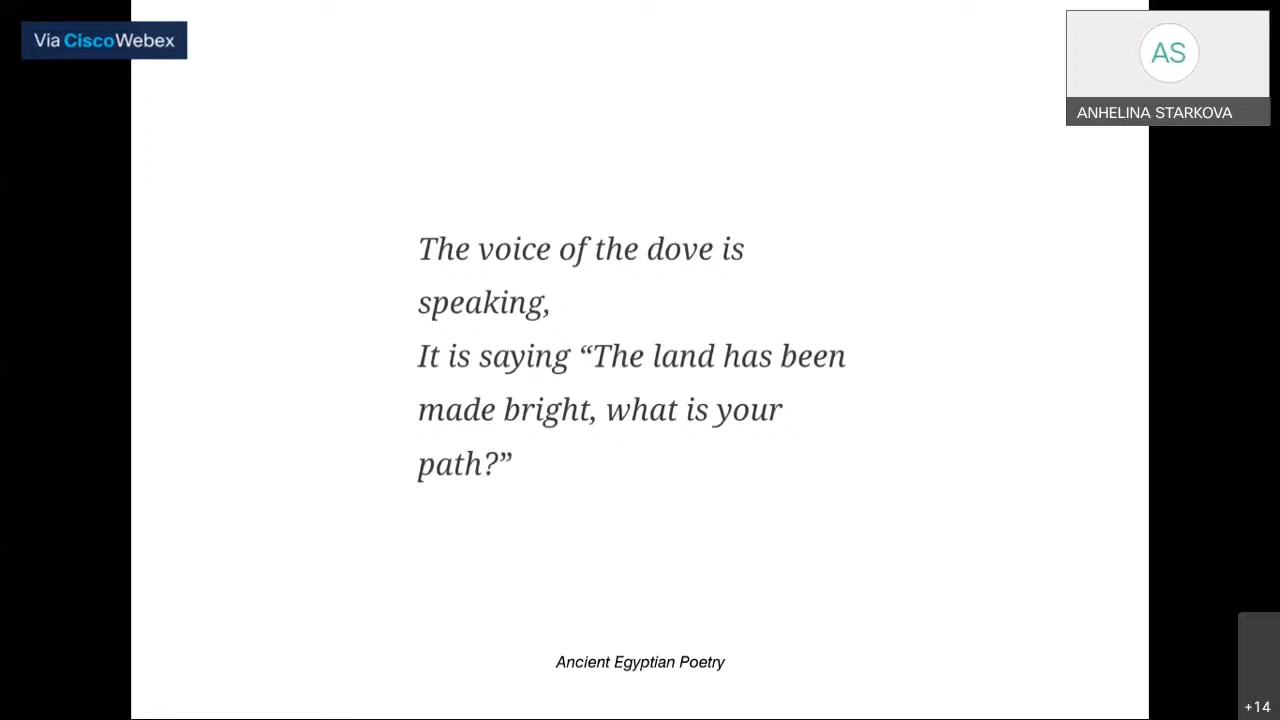 Via CiscoWebex
AS
ANHELINA STARKOVA
The voice of the dove is
speaking,
It is saying “The land has been
made bright, what is your
path?”
Ancient Egyptian Poetry
+14